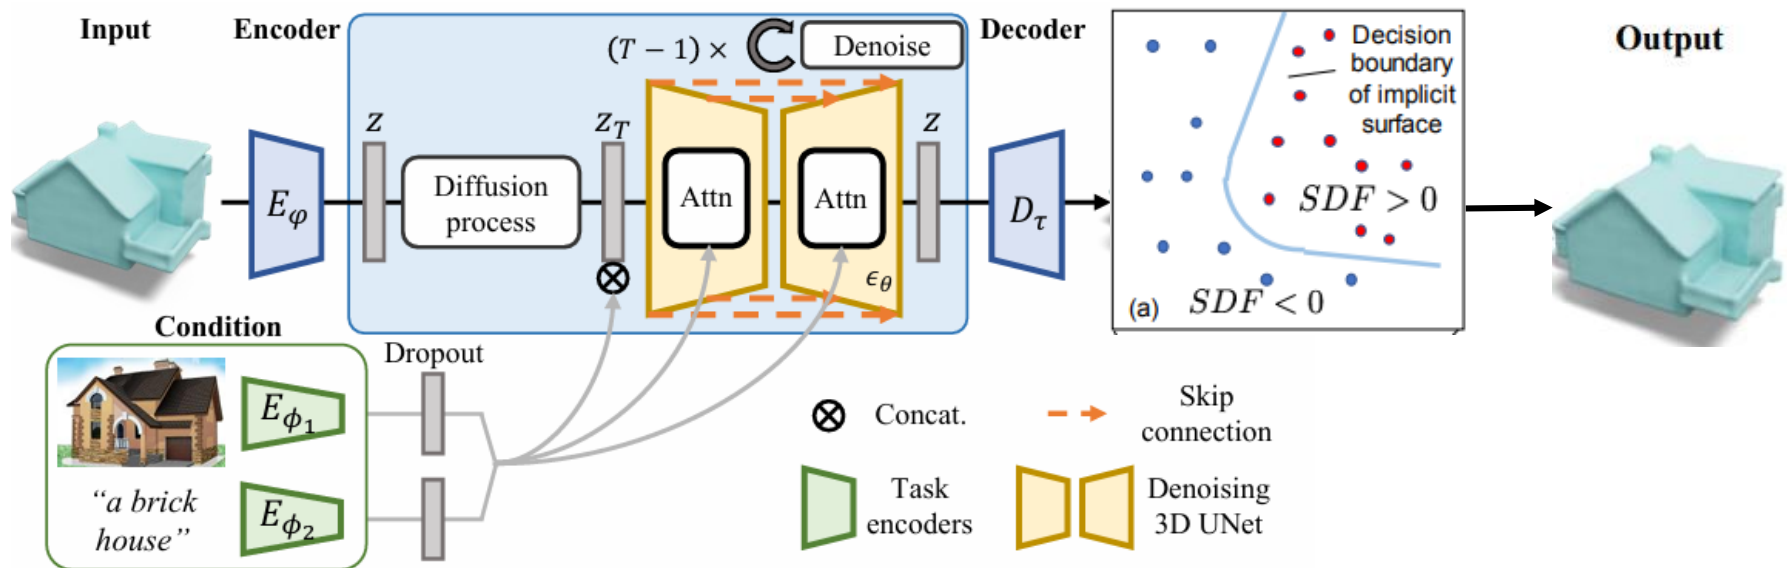 Input
Encoder
(T − 1) ×
Denoise
Decoder
Output
Decision
boundary
of implicit
surface
z
z_T
z
E_φ
Diffusion
process
Attn
Attn
D_τ
SDF > 0
ϵ_θ
(a)
SDF < 0
Condition
Dropout
E_ϕ₁
“a brick
house”
E_ϕ₂
Concat.
Skip
connection
Task
encoders
Denoising
3D UNet